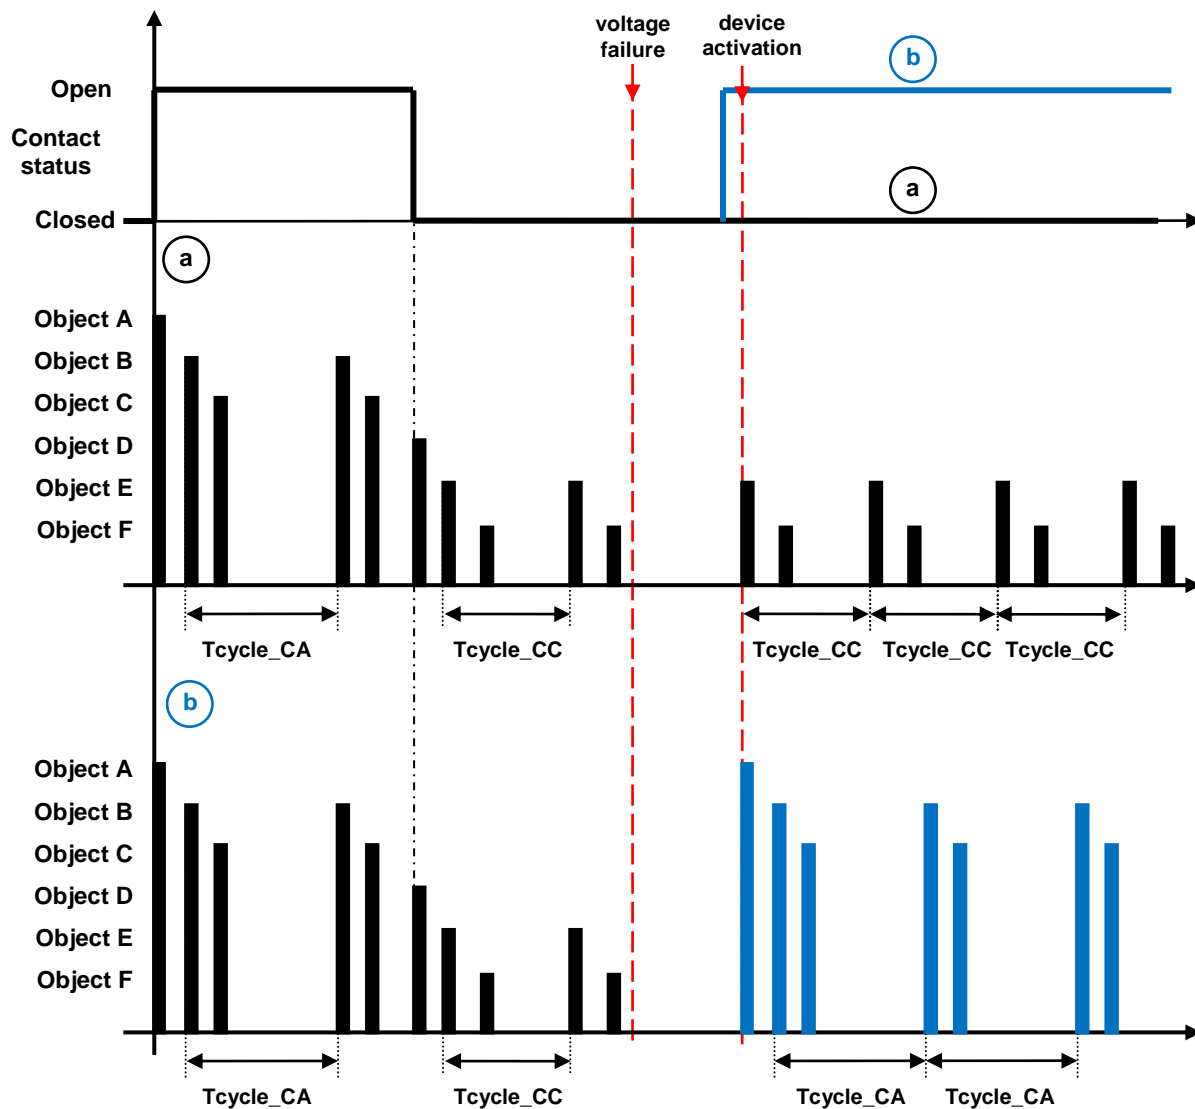 voltage
failure
device
activation
b
Open
Contact
status
a
Closed
a
Object A
Object B
Object C
Object D
Object E
Object F
Tcycle_CA
Tcycle_CC
Tcycle_CC
Tcycle_CC
Tcycle_CC
b
Object A
Object B
Object C
Object D
Object E
Object F
Tcycle_CA
Tcycle_CC
Tcycle_CA
Tcycle_CA